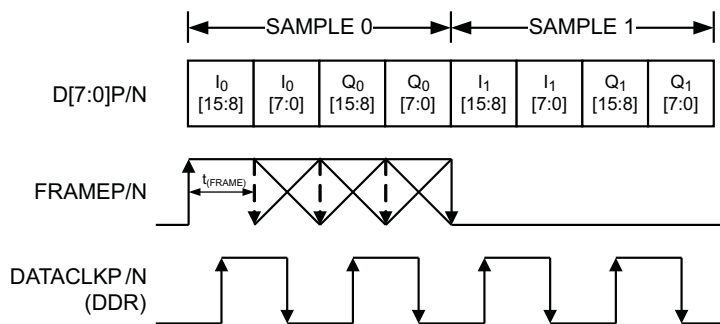 SAMPLE 0 SAMPLE 1
D[7:0]P/N I0 [15:8] I0 [7:0] Q0 [15:8] Q0 [7:0] I1 [15:8] I1 [7:0] Q1 [15:8] Q1 [7:0]
FRAMEP/N t(FRAME)
DATACLKP/N
(DDR)